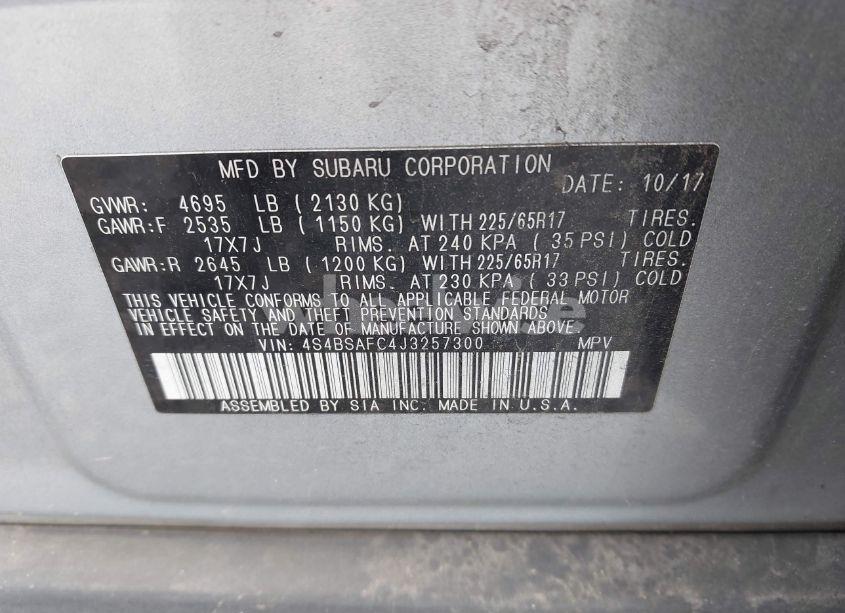 MFD BY SUBARU CORPORATION DATE: 10/17
GVWR: 4695 LB ( 2130 KG)
GAWR:F 2535 LB ( 1150 KG) WITH 225/65R17 TIRES.
17X7J RIMS. AT 240 KPA ( 35 PSI) COLD
GAWR:R 2645 LB ( 1200 KG) WITH 225/65R17 TIRES.
17X7J RIMS. AT 230 KPA ( 33 PSI) COLD
THIS VEHICLE CONFORMS TO ALL APPLICABLE FEDERAL MOTOR
VEHICLE SAFETY AND THEFT PREVENTION STANDARDS
IN EFFECT ON THE DATE OF MANUFACTURE SHOWN ABOVE.
VIN: 4S4BSAFC4J3257300 MPV
ASSEMBLED BY SIA INC. MADE IN U.S.A.